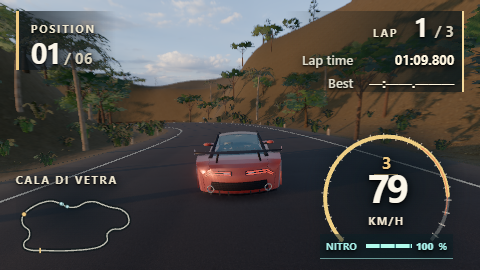 POSITION
01 / 06
LAP 1 / 3
Lap time 01:09.800
Best
CALA DI VETRA
3
79
KM/H
NITRO 100 %